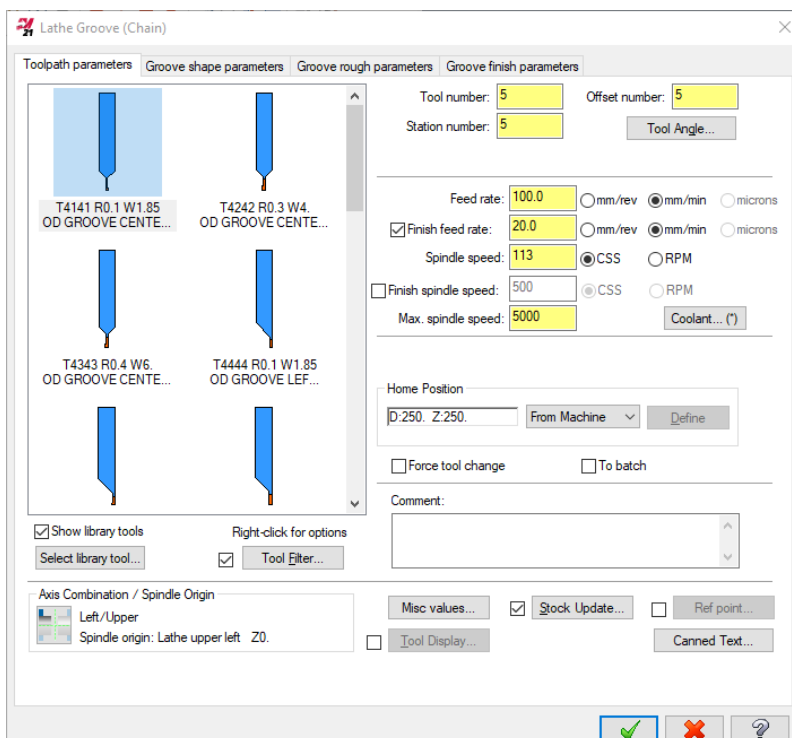 21 Lathe Groove (Chain)
Toolpath parameters Groove shape parameters Groove rough parameters Groove finish parameters
Tool number: 5 Offset number: 5
Station number: 5 Tool Angle...
T4141 R0.1 W1.85
OD GROOVE CENTE...
T4242 R0.3 W4.
OD GROOVE CENTE...
Feed rate: 100.0 mm/rev mm/min microns
Finish feed rate: 20.0 mm/rev mm/min microns
Spindle speed: 113 CSS RPM
Finish spindle speed: 500 CSS RPM
Max. spindle speed: 5000 Coolant... (*)
T4343 R0.4 W6.
OD GROOVE CENTE...
T4444 R0.1 W1.85
OD GROOVE LEF...
Home Position
D:250. Z:250. From Machine Define
Force tool change To batch
Comment:
Show library tools Right-click for options
Select library tool... Tool Filter...
Axis Combination / Spindle Origin
Left/Upper
Spindle origin: Lathe upper left Z0.
Misc values... Stock Update... Ref point...
Tool Display... Canned Text...